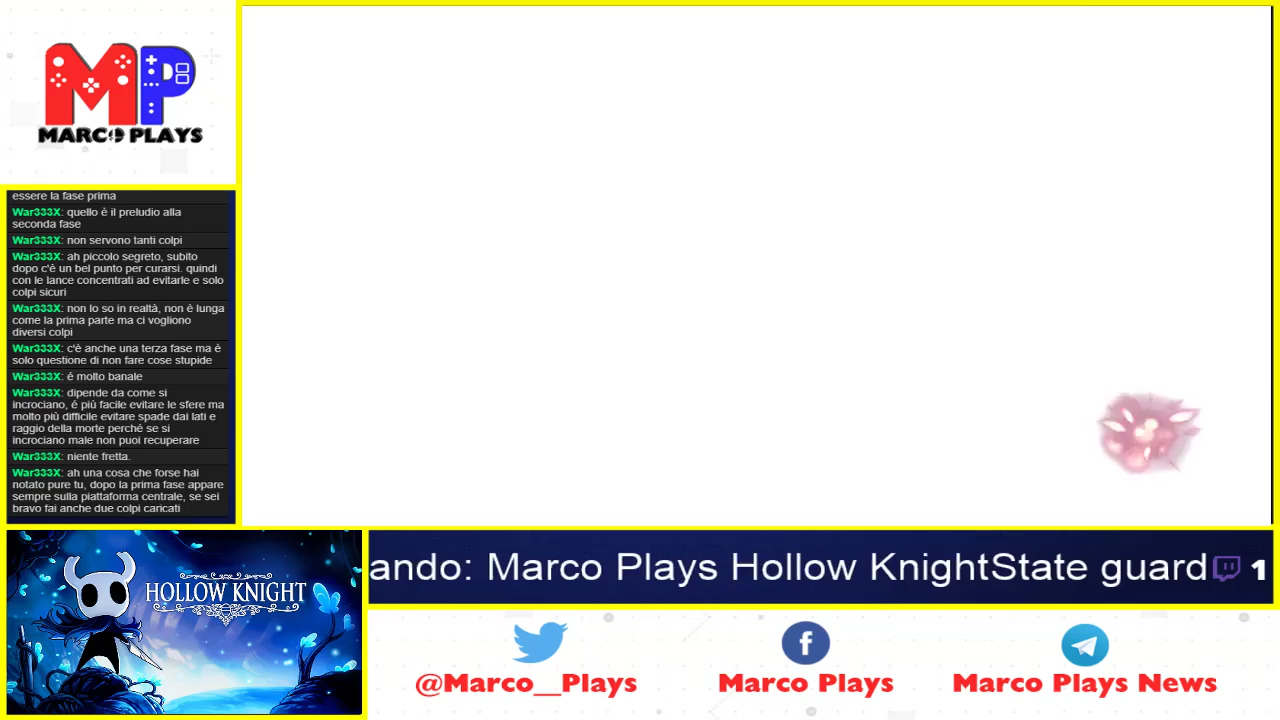 MP
MARCO PLAYS
essere la fase prima
War333X: quello è il preludio alla
seconda fase
War333X: non servono tanti colpi
War333X: ah piccolo segreto, subito
dopo c'è un bel punto per curarsi. quindi
con le lance concentrati ad evitarle e solo
colpi sicuri
War333X: non lo so in realtà, non è lunga
come la prima parte ma ci vogliono
diversi colpi
War333X: c'è anche una terza fase ma è
solo questione di non fare cose stupide
War333X: é molto banale
War333X: dipende da come si
incrociano, é più facile evitare le sfere ma
molto più difficile evitare spade dai lati e
raggio della morte perché se si
incrociano male non puoi recuperare
War333X: niente fretta.
War333X: ah una cosa che forse hai
notato pure tu, dopo la prima fase appare
sempre sulla piattaforma centrale, se sei
bravo fai anche due colpi caricati
HOLLOW KNIGHT
ando: Marco Plays Hollow KnightState guard 1
@Marco__Plays
Marco Plays
Marco Plays News